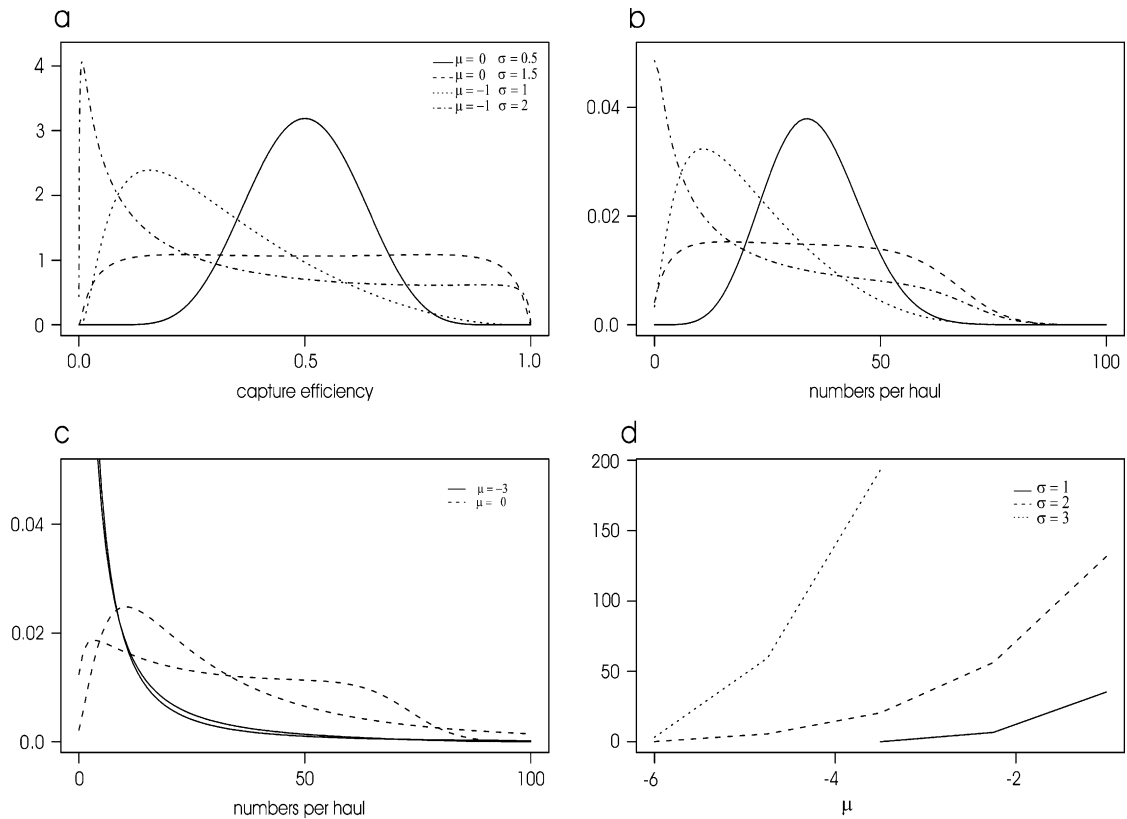 a
4
3
2
1
0
μ = 0 σ = 0.5
μ = 0 σ = 1.5
μ = −1 σ = 1
μ = −1 σ = 2
0.0 0.5 1.0
capture efficiency
b
0.04
0.02
0.0
0 50 100
numbers per haul
c
0.04
0.02
0.0
μ = −3
μ = 0
0 50 100
numbers per haul
d
200
150
100
50
0
σ = 1
σ = 2
σ = 3
-6 -4 -2
μ